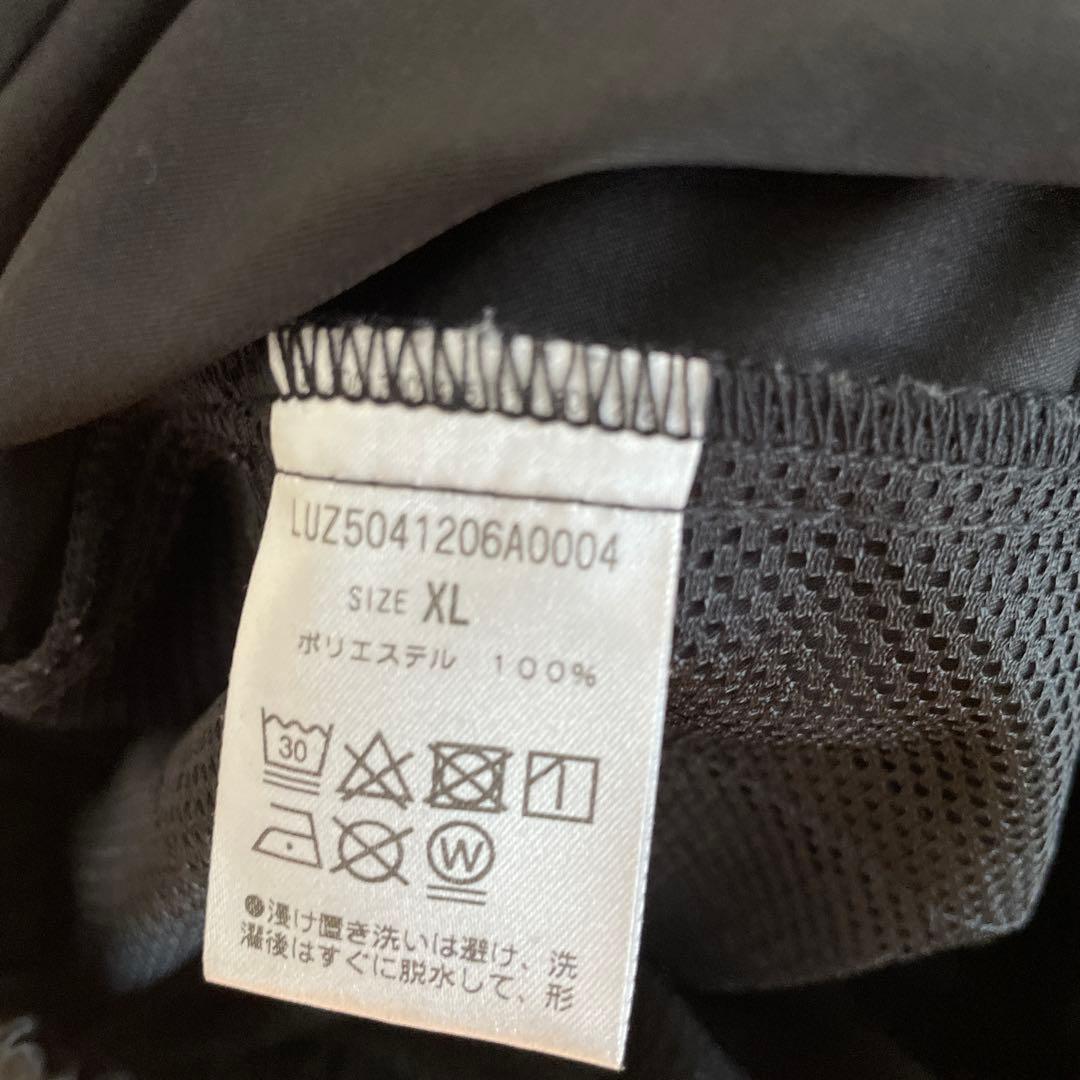 LUZ5041206A0004
SIZE XL
ポリエステル 100%
30
W
●浸け置き洗いは避け、洗
濯後はすぐに脱水して、形